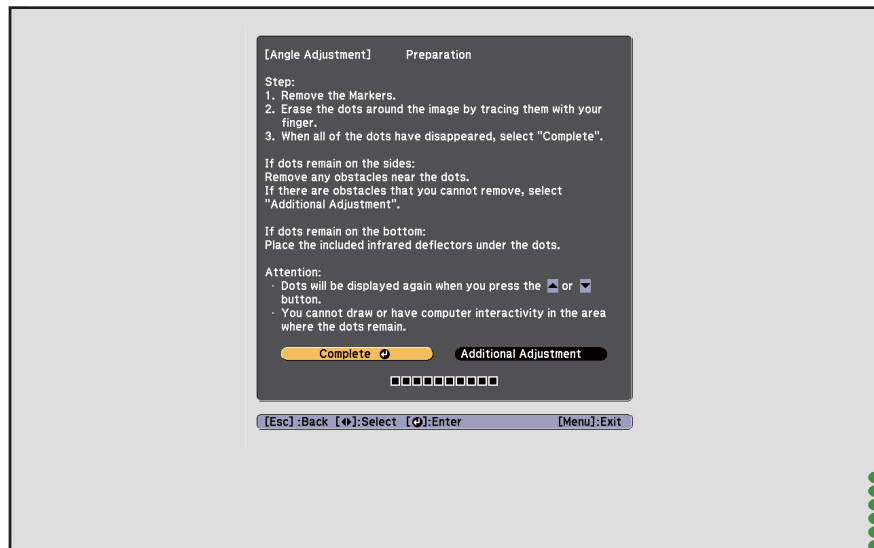 [Angle Adjustment] Preparation
Step:
1. Remove the Markers.
2. Erase the dots around the image by tracing them with your
finger.
3. When all of the dots have disappeared, select "Complete".
If dots remain on the sides:
Remove any obstacles near the dots.
If there are obstacles that you cannot remove, select
"Additional Adjustment".
If dots remain on the bottom:
Place the included infrared deflectors under the dots.
Attention:
· Dots will be displayed again when you press the ▲ or ▼
button.
· You cannot draw or have computer interactivity in the area
where the dots remain.
Complete Additional Adjustment
[Esc] :Back [◀▶]:Select [⏎]:Enter [Menu]:Exit